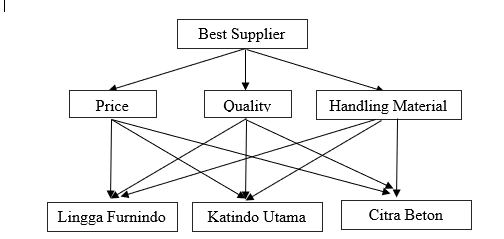 Best Supplier
Price
Quality
Handling Material
Lingga Furnindo
Katindo Utama
Citra Beton